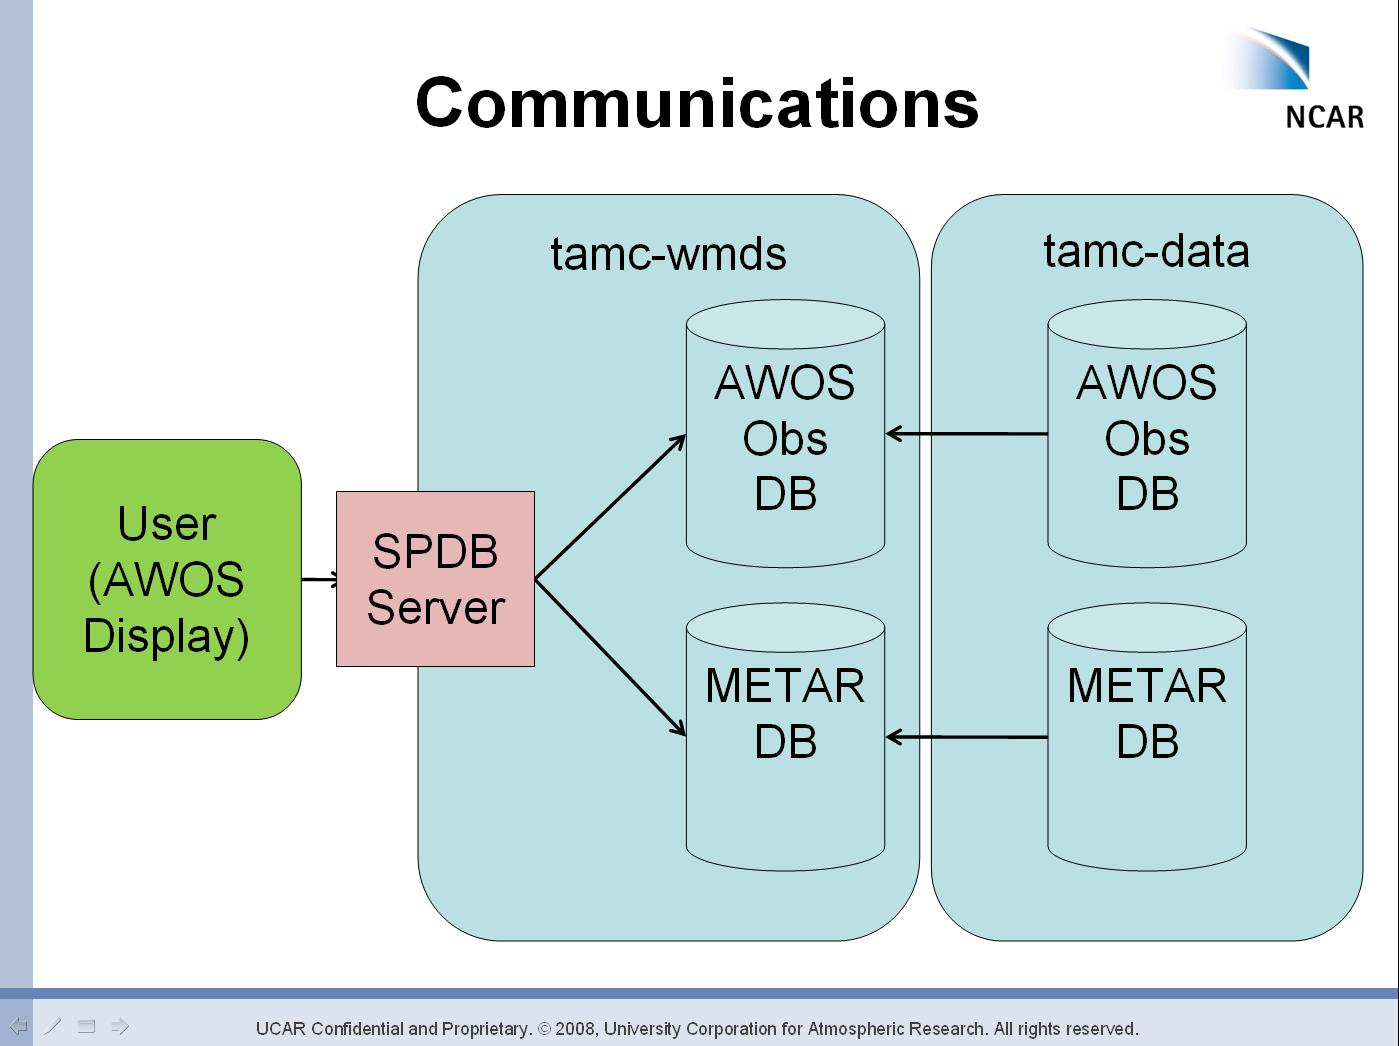 Communications
NCAR
tamc-wmds
tamc-data
AWOS
Obs
DB
AWOS
Obs
DB
User
(AWOS
Display)
SPDB
Server
METAR
DB
METAR
DB
UCAR Confidential and Proprietary. © 2008, University Corporation for Atmospheric Research. All rights reserved.